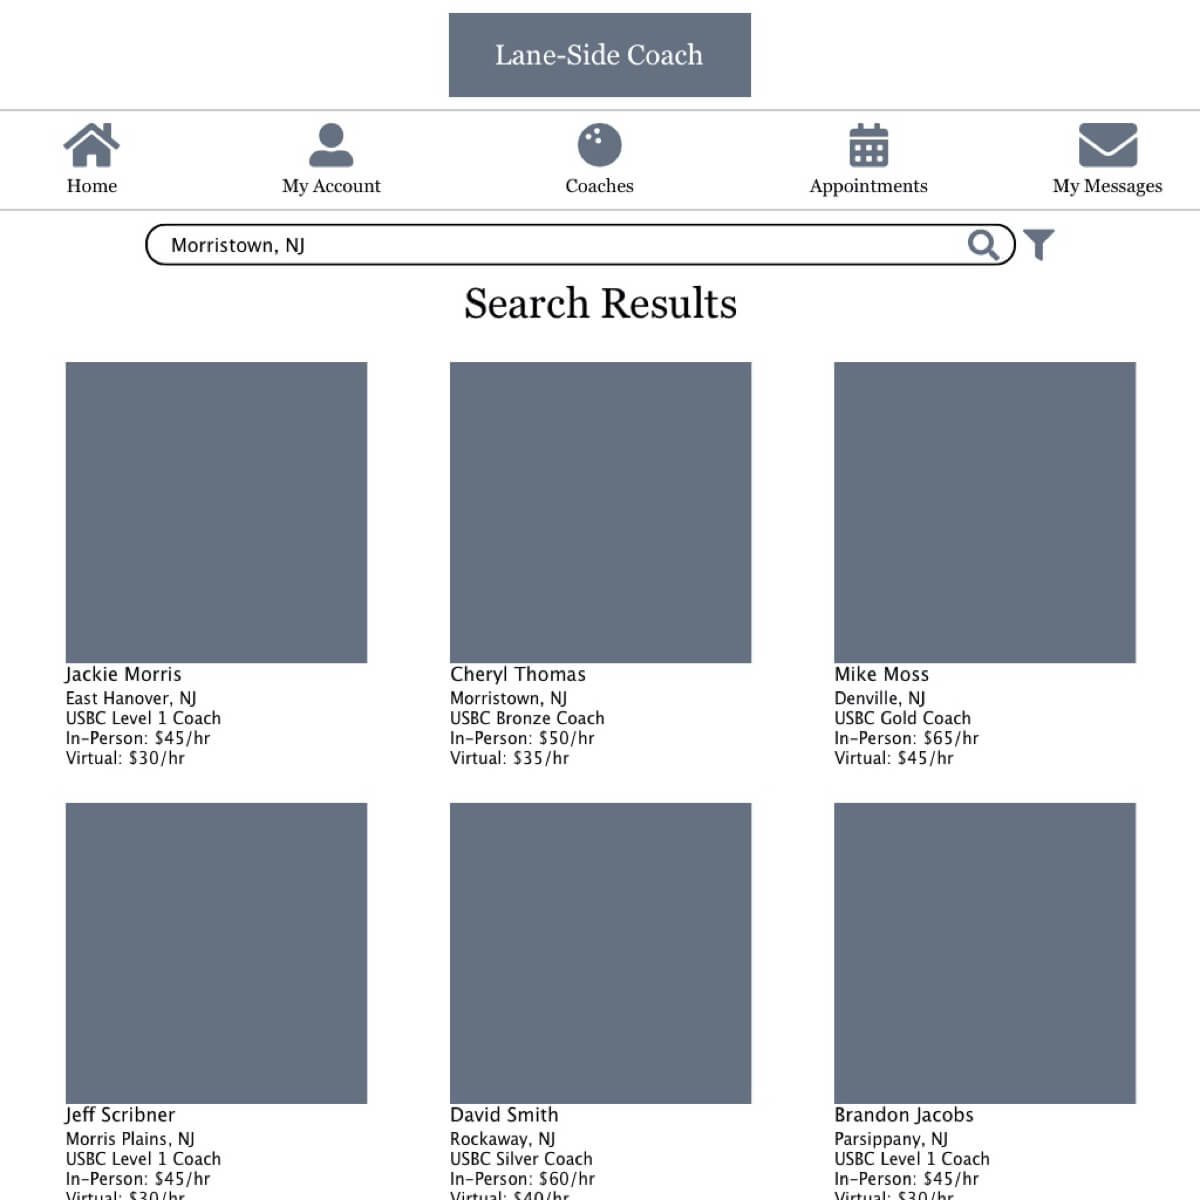 Lane-Side Coach
Home
My Account
Coaches
Appointments
My Messages
Morristown, NJ
Search Results
Jackie Morris
East Hanover, NJ
USBC Level 1 Coach
In-Person: $45/hr
Virtual: $30/hr
Cheryl Thomas
Morristown, NJ
USBC Bronze Coach
In-Person: $50/hr
Virtual: $35/hr
Mike Moss
Denville, NJ
USBC Gold Coach
In-Person: $65/hr
Virtual: $45/hr
Jeff Scribner
Morris Plains, NJ
USBC Level 1 Coach
In-Person: $45/hr
Virtual: $30/hr
David Smith
Rockaway, NJ
USBC Silver Coach
In-Person: $60/hr
Virtual: $40/hr
Brandon Jacobs
Parsippany, NJ
USBC Level 1 Coach
In-Person: $45/hr
Virtual: $30/hr